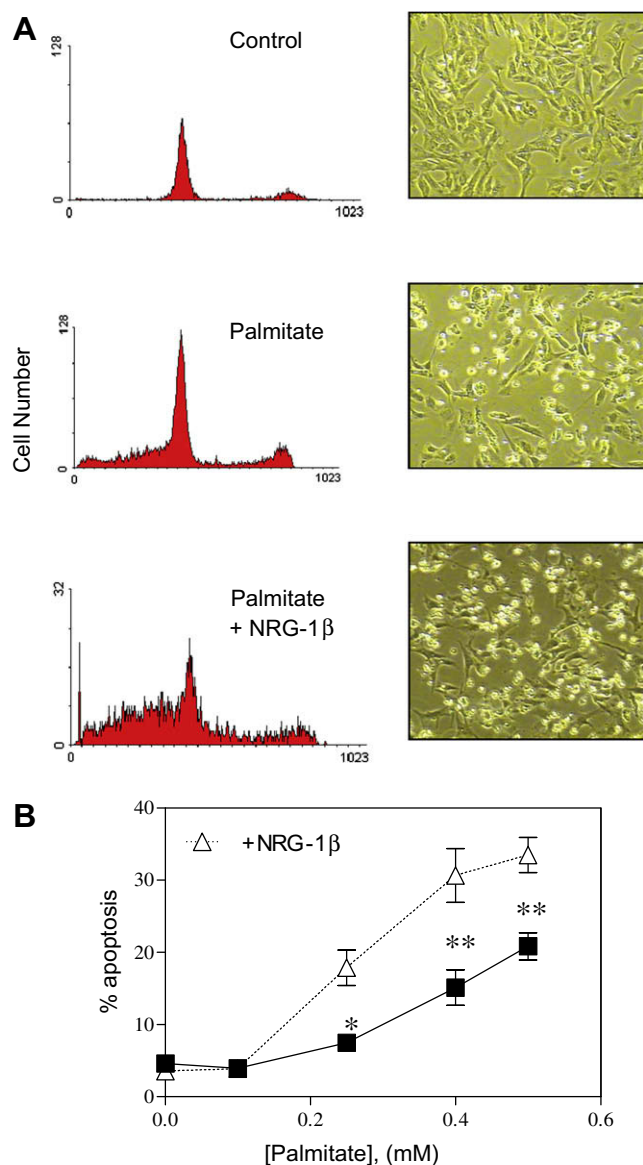 A
Control
128
0
0
1023
Palmitate
128
0
0
1023
Cell Number
Palmitate
+ NRG-1β
32
0
0
1023
B
+NRG-1β
40
30
20
10
0
% apoptosis
*
**
**
0.0
0.2
0.4
0.6
[Palmitate], (mM)